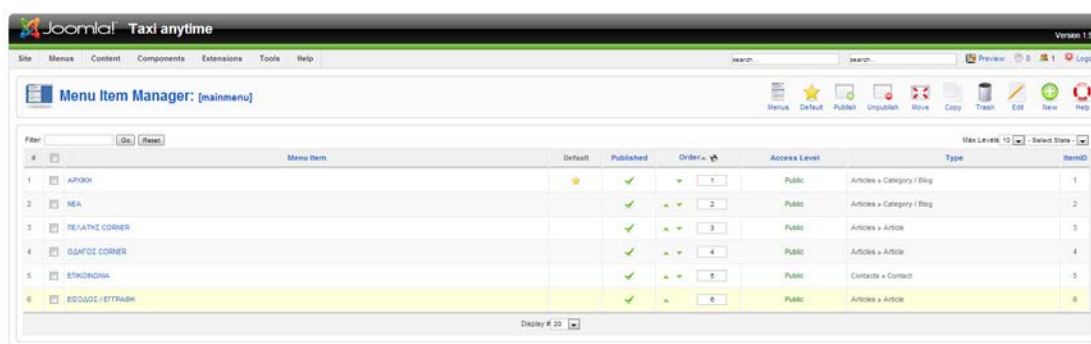 Joomla! Taxi anytime
Version 1.5
Site Menus Content Components Extensions Tools Help search... search... Preview 0 1 Logo
Menu Item Manager: [mainmenu]
Menus Default Publish Unpublish Move Copy Trash Edit New Help
Filter: Go Reset Max Levels 10 - Select State -
# Menu Item Default Published Order Access Level Type ItemID
1 ΑΡΧΙΚΗ 1 Public Articles » Category / Blog 1
2 ΝΕΑ 2 Public Articles » Category / Blog 2
3 ΠΕΛΑΤΗΣ CORNER 3 Public Articles » Article 3
4 ΟΔΗΓΟΣ CORNER 4 Public Articles » Article 4
5 ΕΠΙΚΟΙΝΩΝΙΑ 5 Public Contacts » Contact 5
6 ΕΙΣΟΔΟΣ / ΕΓΓΡΑΦΗ 6 Public Articles » Article 6
Display # 20